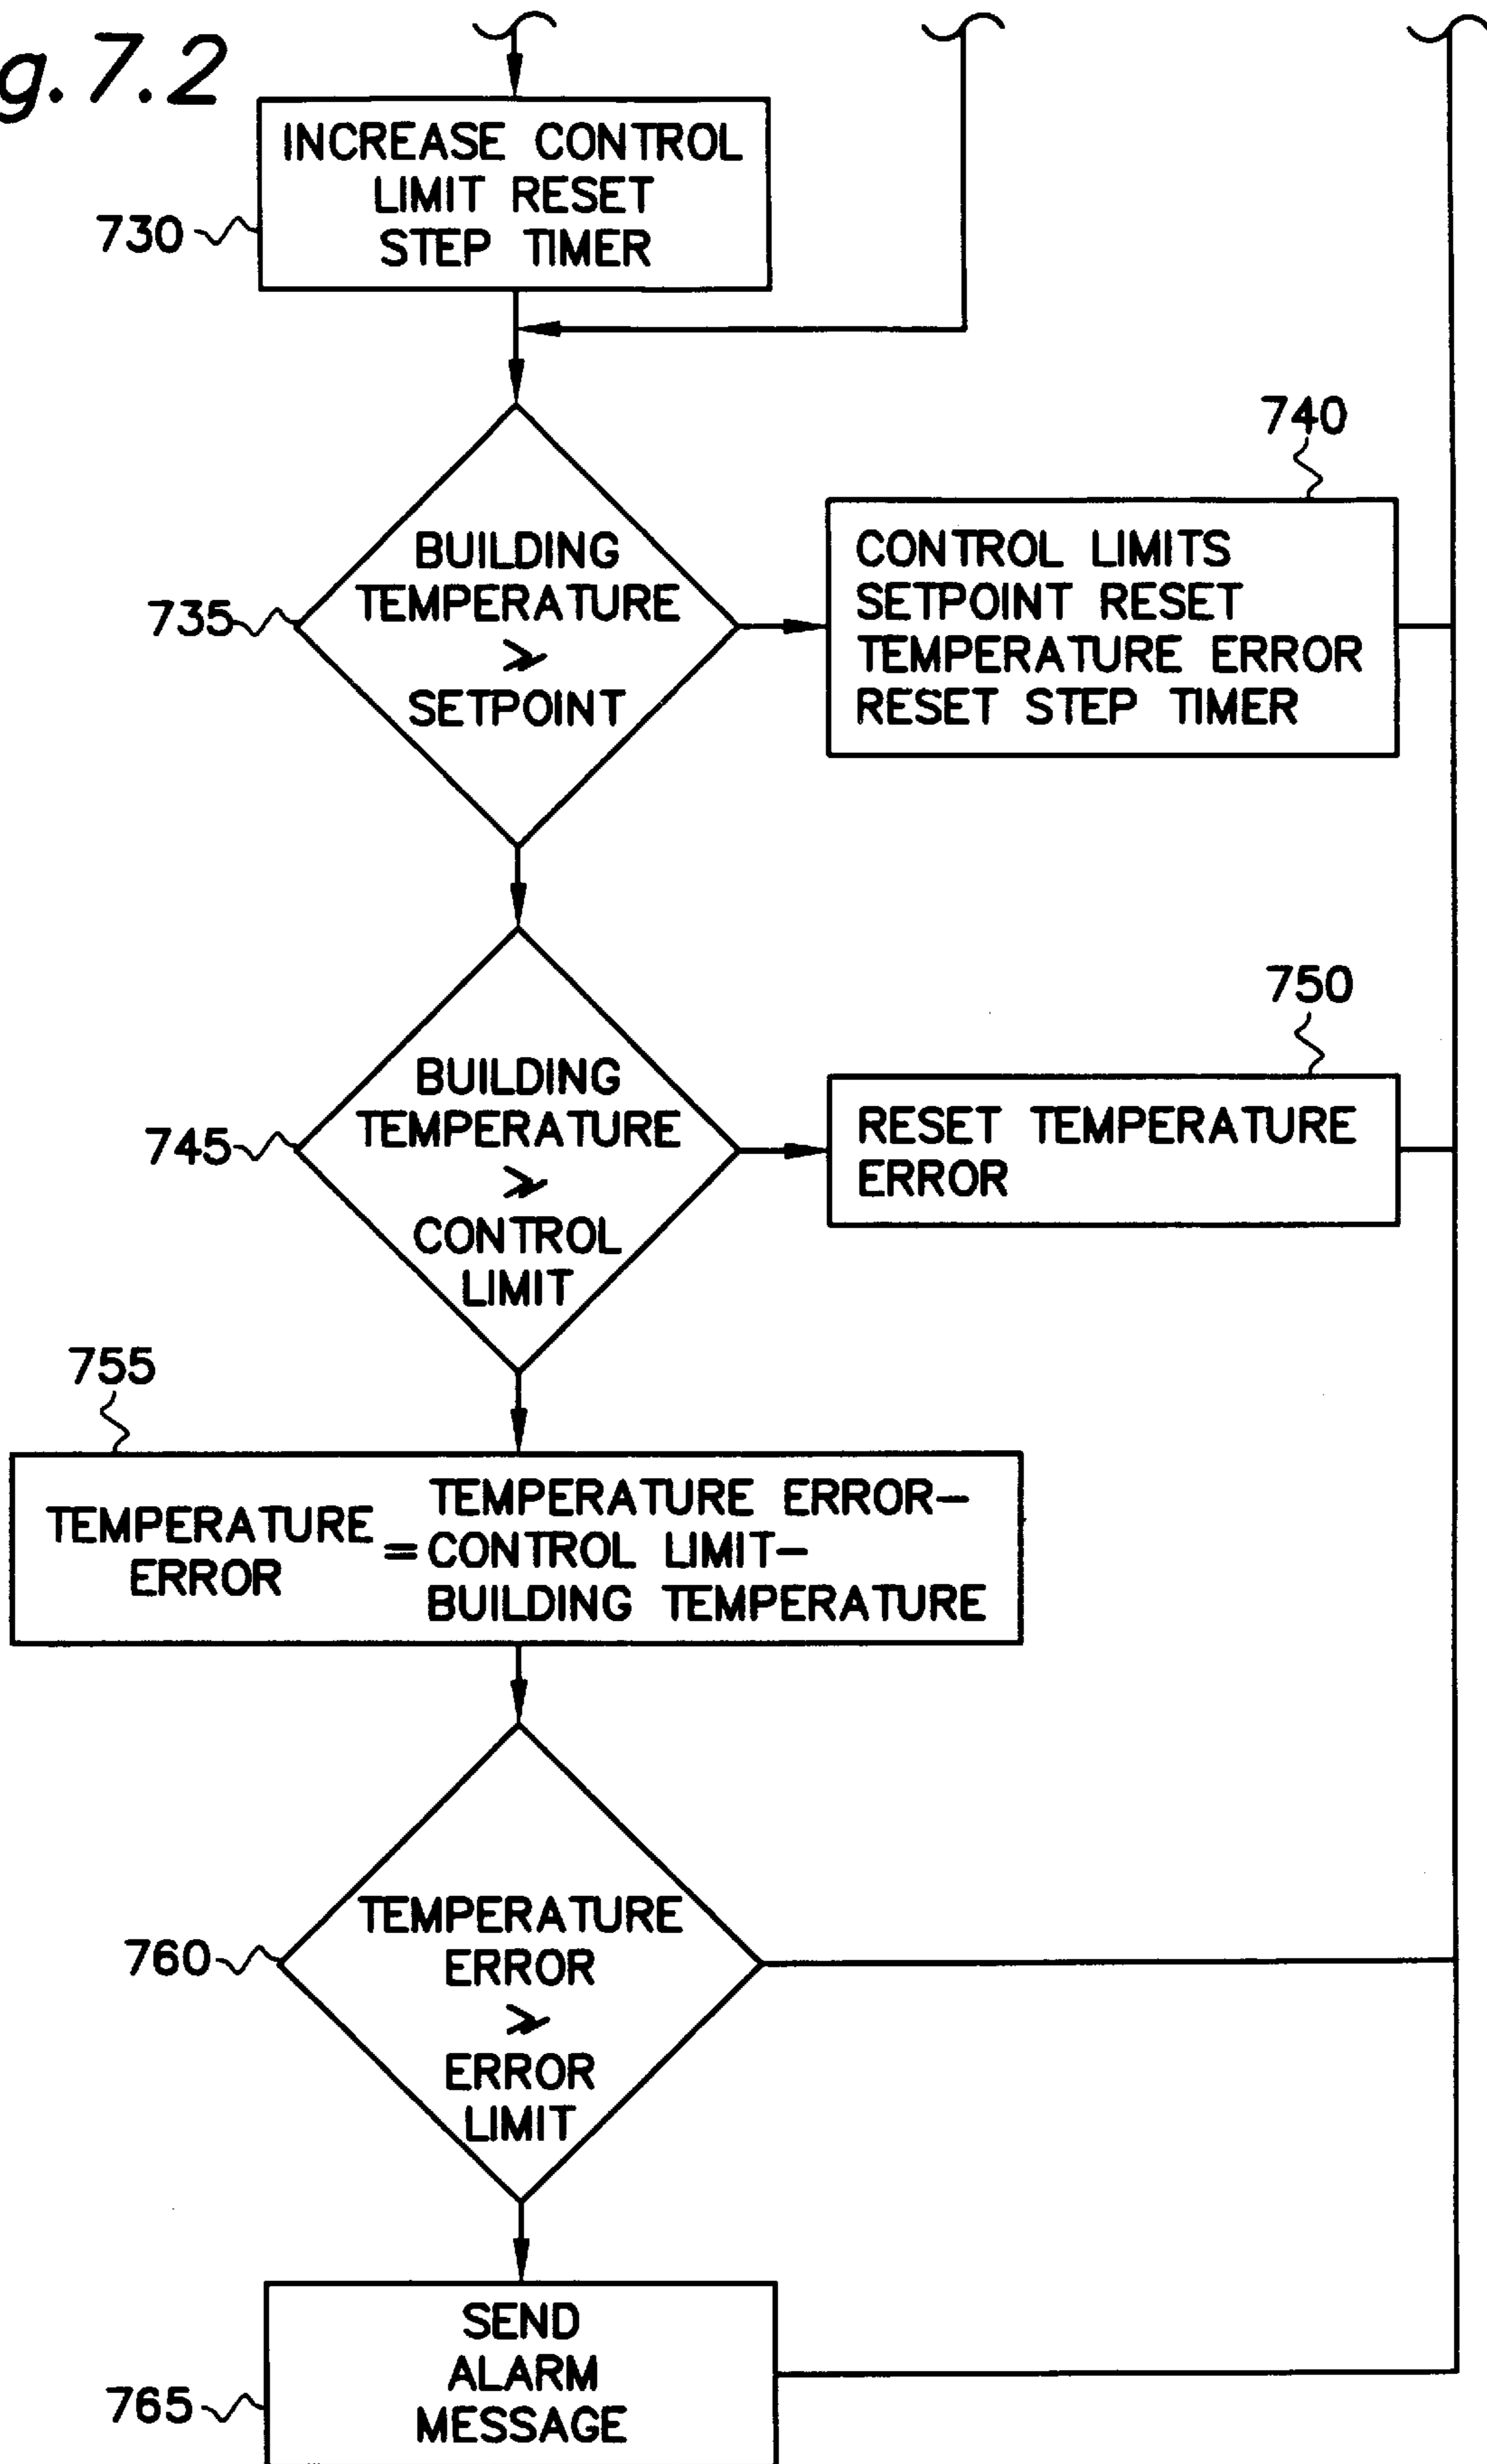 g. 7.2
INCREASE CONTROL
LIMIT RESET
STEP TIMER
730
740
BUILDING
TEMPERATURE
>
SETPOINT
735
CONTROL LIMITS
SETPOINT RESET
TEMPERATURE ERROR
RESET STEP TIMER
750
BUILDING
TEMPERATURE
>
CONTROL
LIMIT
745
RESET TEMPERATURE
ERROR
755
TEMPERATURE
ERROR
=
TEMPERATURE ERROR-
CONTROL LIMIT-
BUILDING TEMPERATURE
TEMPERATURE
ERROR
>
ERROR
LIMIT
760
SEND
ALARM
MESSAGE
765